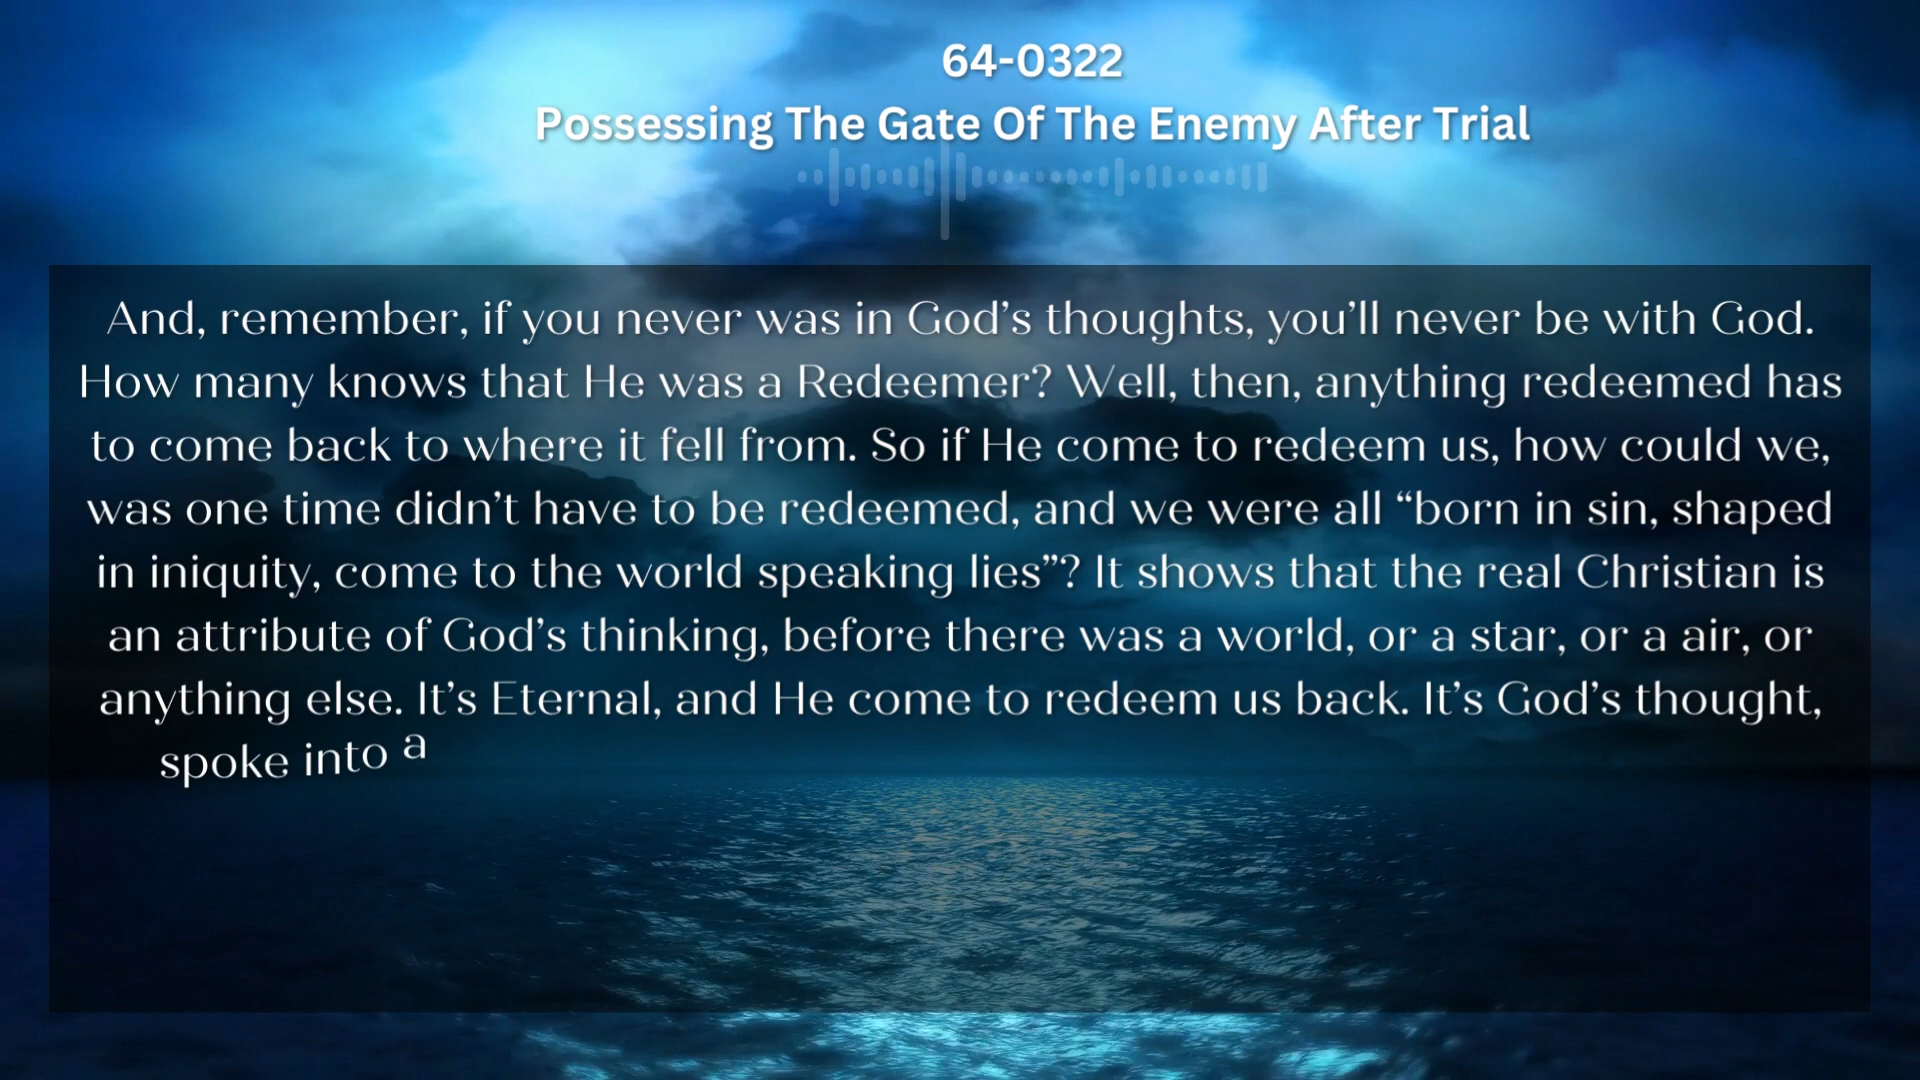 64-0322
Possessing The Gate Of The Enemy After Trial
And, remember, if you never was in God’s thoughts, you’ll never be with God.
How many knows that He was a Redeemer? Well, then, anything redeemed has
to come back to where it fell from. So if He come to redeem us, how could we,
was one time didn’t have to be redeemed, and we were all “born in sin, shaped
in iniquity, come to the world speaking lies”? It shows that the real Christian is
an attribute of God’s thinking, before there was a world, or a star, or a air, or
anything else. It’s Eternal, and He come to redeem us back. It’s God’s thought,
spoke into a